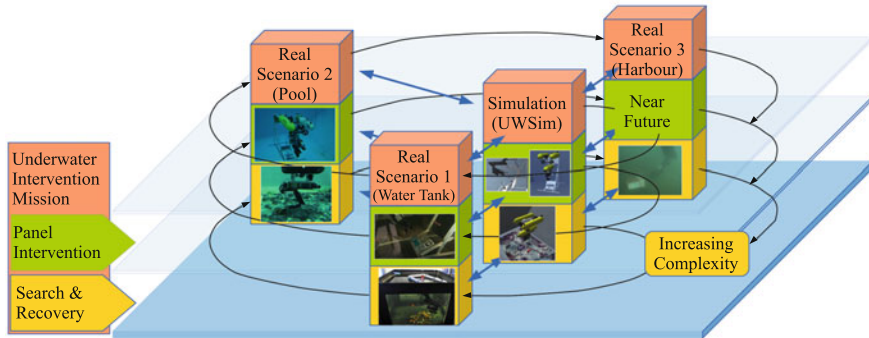 Real
Scenario 2
(Pool)
Real
Scenario 3
(Harbour)
Simulation
(UWSim)
Near
Future
Real
Scenario 1
(Water Tank)
Underwater
Intervention
Mission
Panel
Intervention
Search &
Recovery
Increasing
Complexity